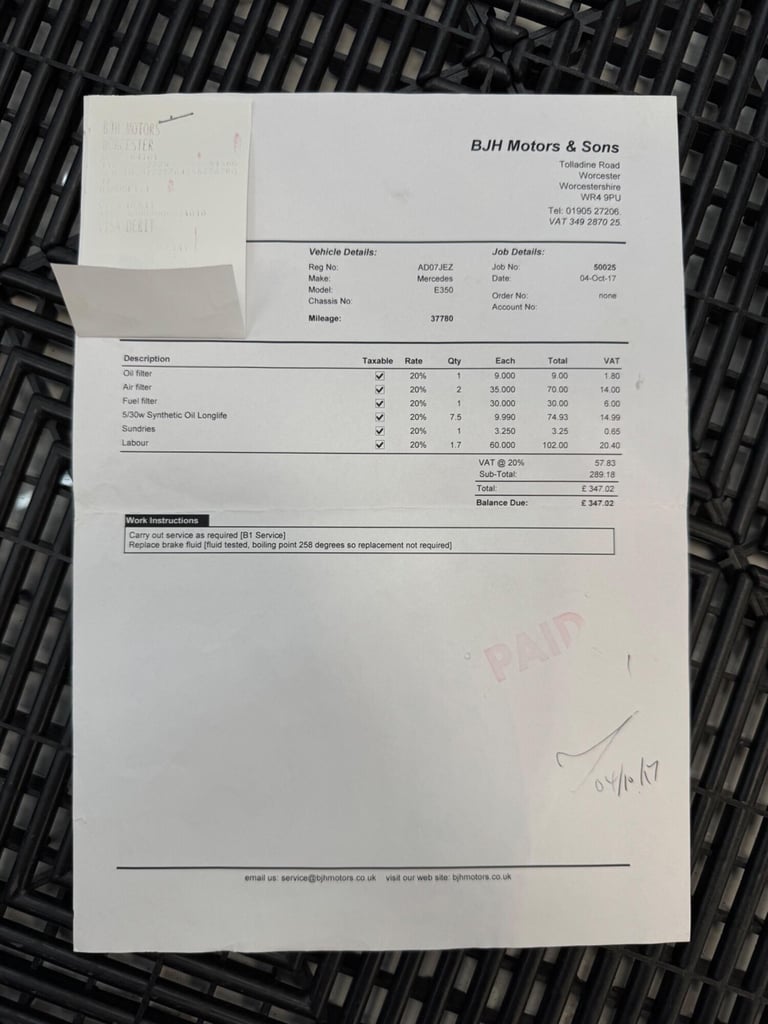 BJH MOTORS
WORCESTER
VISA DEBIT
BJH Motors & Sons
Tolladine Road
Worcester
Worcestershire
WR4 9PU
Tel: 01905 27206.
VAT 349 2870 25.
Vehicle Details:
Reg No: AD07JEZ
Make: Mercedes
Model: E350
Chassis No:
Mileage: 37780
Job Details:
Job No: 50025
Date: 04-Oct-17
Order No: none
Account No:
Description Taxable Rate Qty Each Total VAT
Oil filter 20% 1 9.000 9.00 1.80
Air filter 20% 2 35.000 70.00 14.00
Fuel filter 20% 1 30.000 30.00 6.00
5/30w Synthetic Oil Longlife 20% 7.5 9.990 74.93 14.99
Sundries 20% 1 3.250 3.25 0.65
Labour 20% 1.7 60.000 102.00 20.40
VAT @ 20% 57.83
Sub-Total: 289.18
Total: £ 347.02
Balance Due: £ 347.02
Work Instructions
Carry out service as required [B1 Service]
Replace brake fluid [fluid tested, boiling point 258 degrees so replacement not required]
PAID
04/10/17
email us: service@bjhmotors.co.uk visit our web site: bjhmotors.co.uk